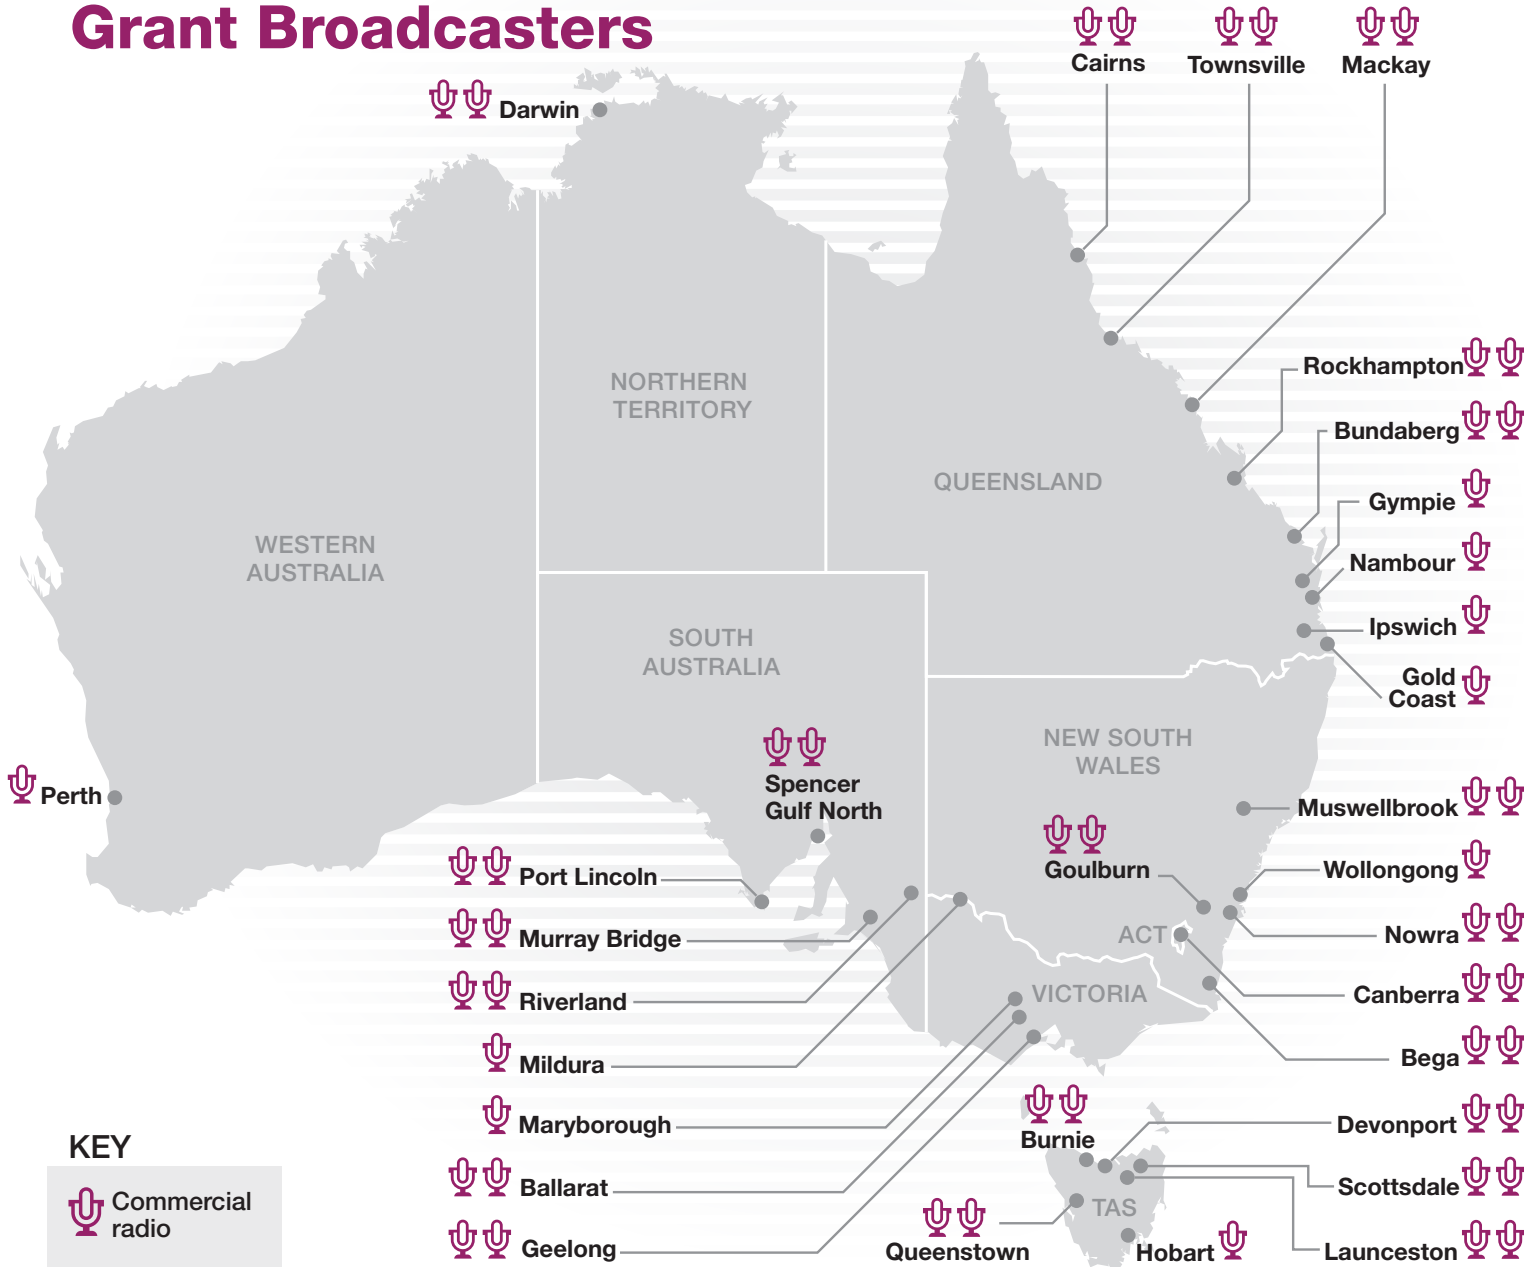 Grant Broadcasters
Cairns
Townsville
Mackay
Darwin
Rockhampton
NORTHERN
TERRITORY
Bundaberg
QUEENSLAND
Gympie
WESTERN
AUSTRALIA
Nambour
Ipswich
SOUTH
AUSTRALIA
Gold
Coast
NEW SOUTH
WALES
Perth
Spencer
Gulf North
Muswellbrook
Goulburn
Wollongong
Port Lincoln
Murray Bridge
ACT
Nowra
Riverland
VICTORIA
Canberra
Mildura
Bega
Maryborough
Burnie
Devonport
KEY
Commercial
radio
Ballarat
Scottsdale
TAS
Geelong
Queenstown
Hobart
Launceston